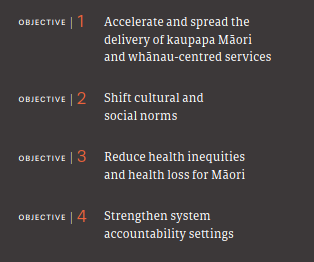 OBJECTIVE | 1 Accelerate and spread the
delivery of kaupapa Māori
and whānau-centred services
OBJECTIVE | 2 Shift cultural and
social norms
OBJECTIVE | 3 Reduce health inequities
and health loss for Māori
OBJECTIVE | 4 Strengthen system
accountability settings